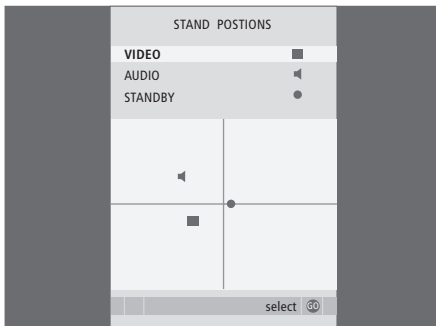 STAND POSTIONS
VIDEO
AUDIO
STANDBY
select GO